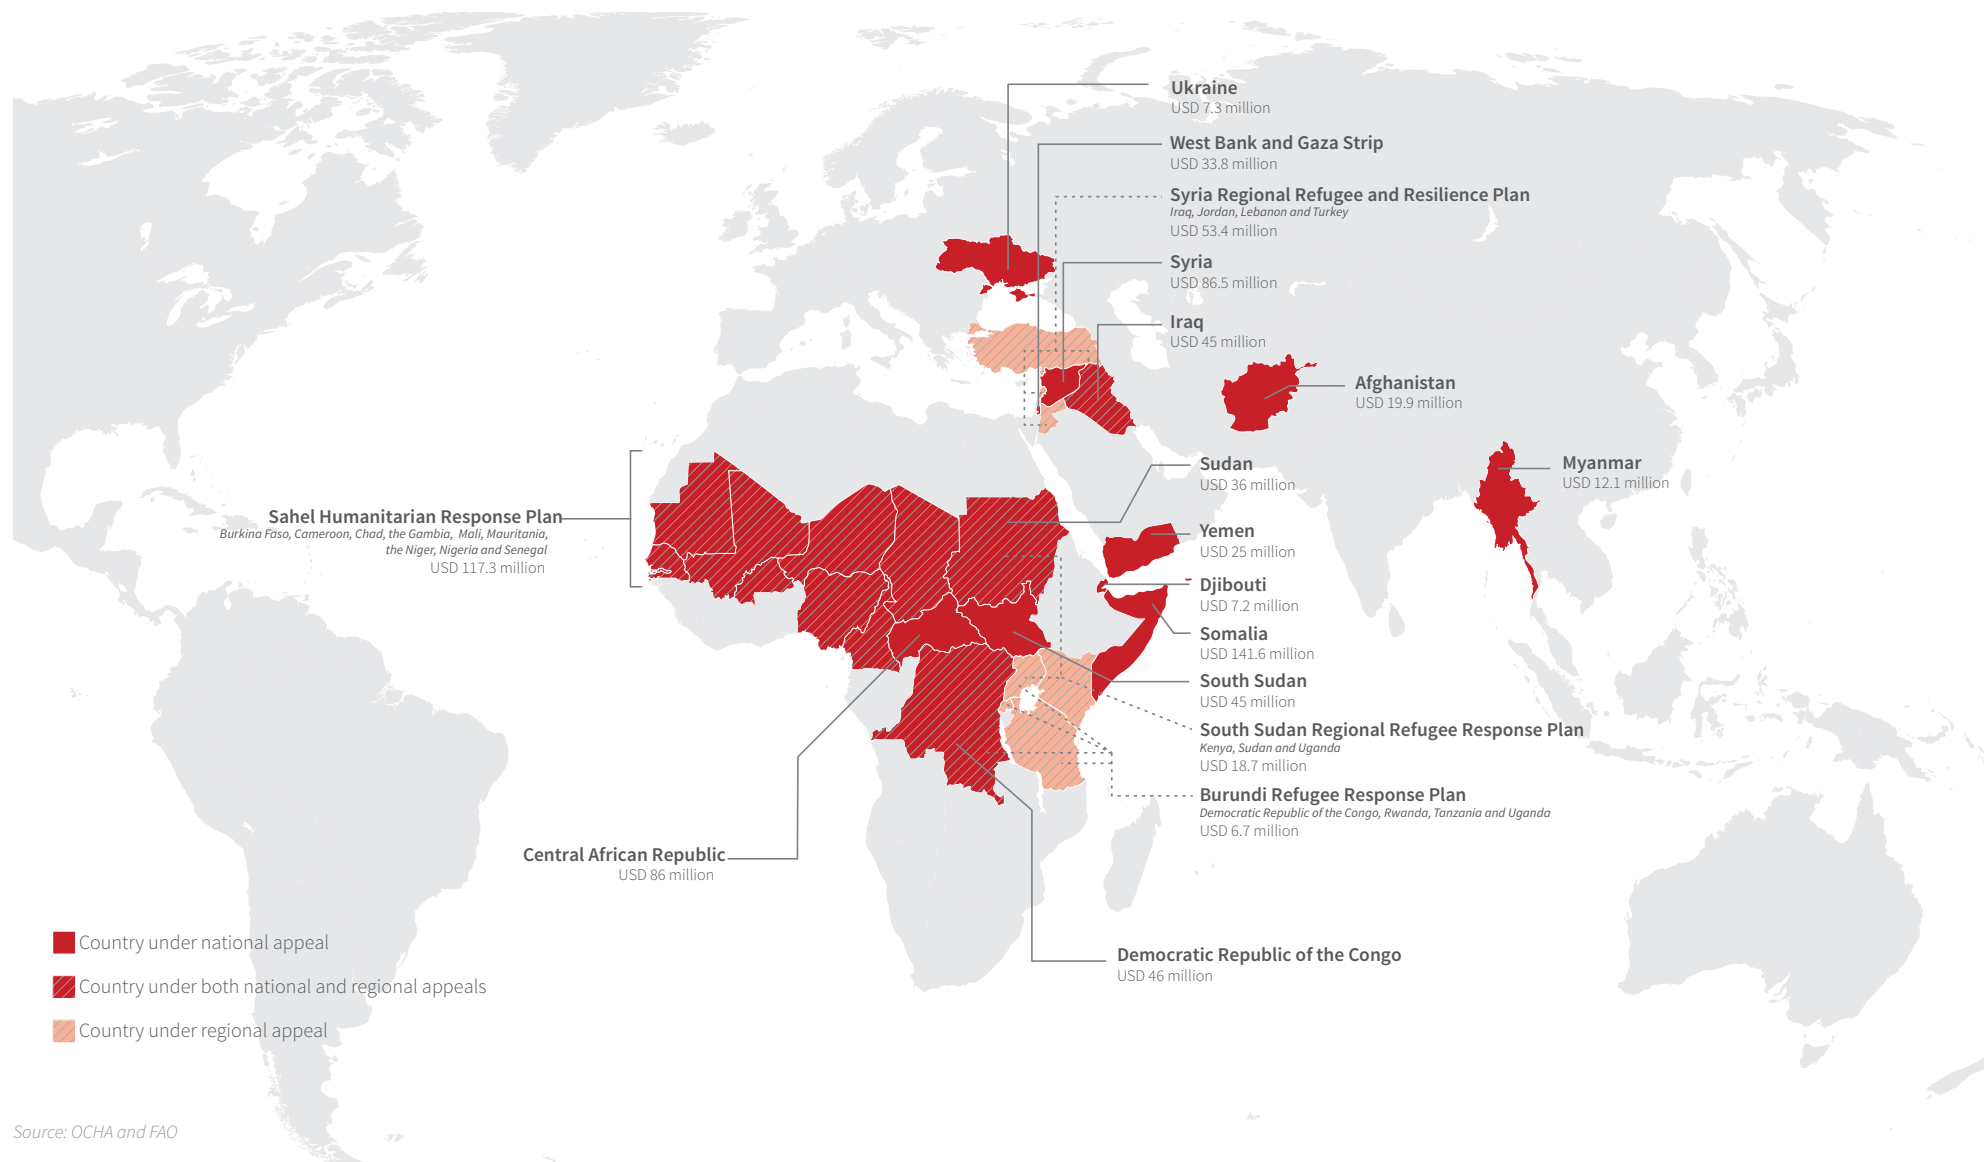 Ukraine
USD 7.3 million
West Bank and Gaza Strip
USD 33.8 million
Syria Regional Refugee and Resilience Plan
Iraq, Jordan, Lebanon and Turkey
USD 53.4 million
Syria
USD 86.5 million
Iraq
USD 45 million
Afghanistan
USD 19.9 million
Myanmar
USD 12.1 million
Sudan
USD 36 million
Sahel Humanitarian Response Plan
Burkina Faso, Cameroon, Chad, the Gambia, Mali, Mauritania,
the Niger, Nigeria and Senegal
USD 117.3 million
Yemen
USD 25 million
Djibouti
USD 7.2 million
Somalia
USD 141.6 million
South Sudan
USD 45 million
South Sudan Regional Refugee Response Plan
Kenya, Sudan and Uganda
USD 18.7 million
Burundi Refugee Response Plan
Democratic Republic of the Congo, Rwanda, Tanzania and Uganda
USD 6.7 million
Central African Republic
USD 86 million
Democratic Republic of the Congo
USD 46 million
Country under national appeal
Country under both national and regional appeals
Country under regional appeal
Source: OCHA and FAO